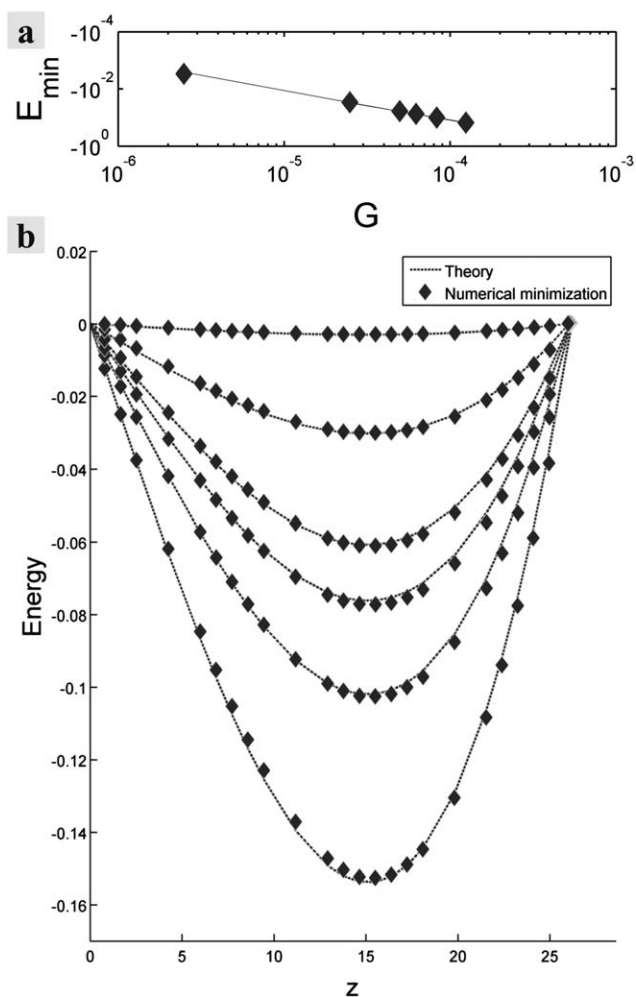 a
-10^-4
-10^-2
-10^0
E_min
10^-6 10^-5 10^-4 10^-3
G
b
0.02
0
-0.02
-0.04
-0.06
-0.08
-0.1
-0.12
-0.14
-0.16
Energy
Theory
Numerical minimization
0 5 10 15 20 25
z